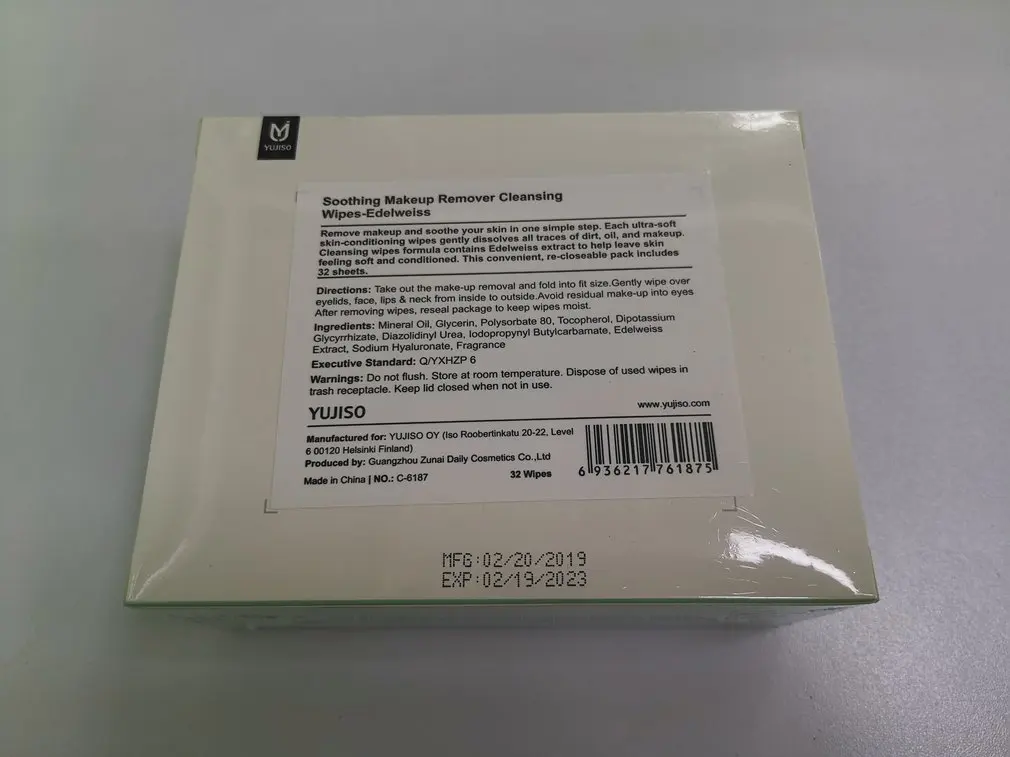 YUJISO
Soothing Makeup Remover Cleansing
Wipes-Edelweiss
Remove makeup and soothe your skin in one simple step. Each ultra-soft
skin-conditioning wipes gently dissolves all traces of dirt, oil, and makeup.
Cleansing wipes formula contains Edelweiss extract to help leave skin
feeling soft and conditioned. This convenient, re-closeable pack includes
32 sheets.
Directions: Take out the make-up removal and fold into fit size.Gently wipe over
eyelids, face, lips & neck from inside to outside.Avoid residual make-up into eyes
After removing wipes, reseal package to keep wipes moist.
Ingredients: Mineral Oil, Glycerin, Polysorbate 80, Tocopherol, Dipotassium
Glycyrrhizate, Diazolidinyl Urea, Iodopropynyl Butylcarbamate, Edelweiss
Extract, Sodium Hyaluronate, Fragrance
Executive Standard: Q/YXHZP 6
Warnings: Do not flush. Store at room temperature. Dispose of used wipes in
trash receptacle. Keep lid closed when not in use.
YUJISO www.yujiso.com
Manufactured for: YUJISO OY (Iso Roobertinkatu 20-22, Level
6 00120 Helsinki Finland)
Produced by: Guangzhou Zunai Daily Cosmetics Co.,Ltd
Made in China | NO.: C-6187 32 Wipes
6 936217 761875
MFG:02/20/2019
EXP:02/19/2023